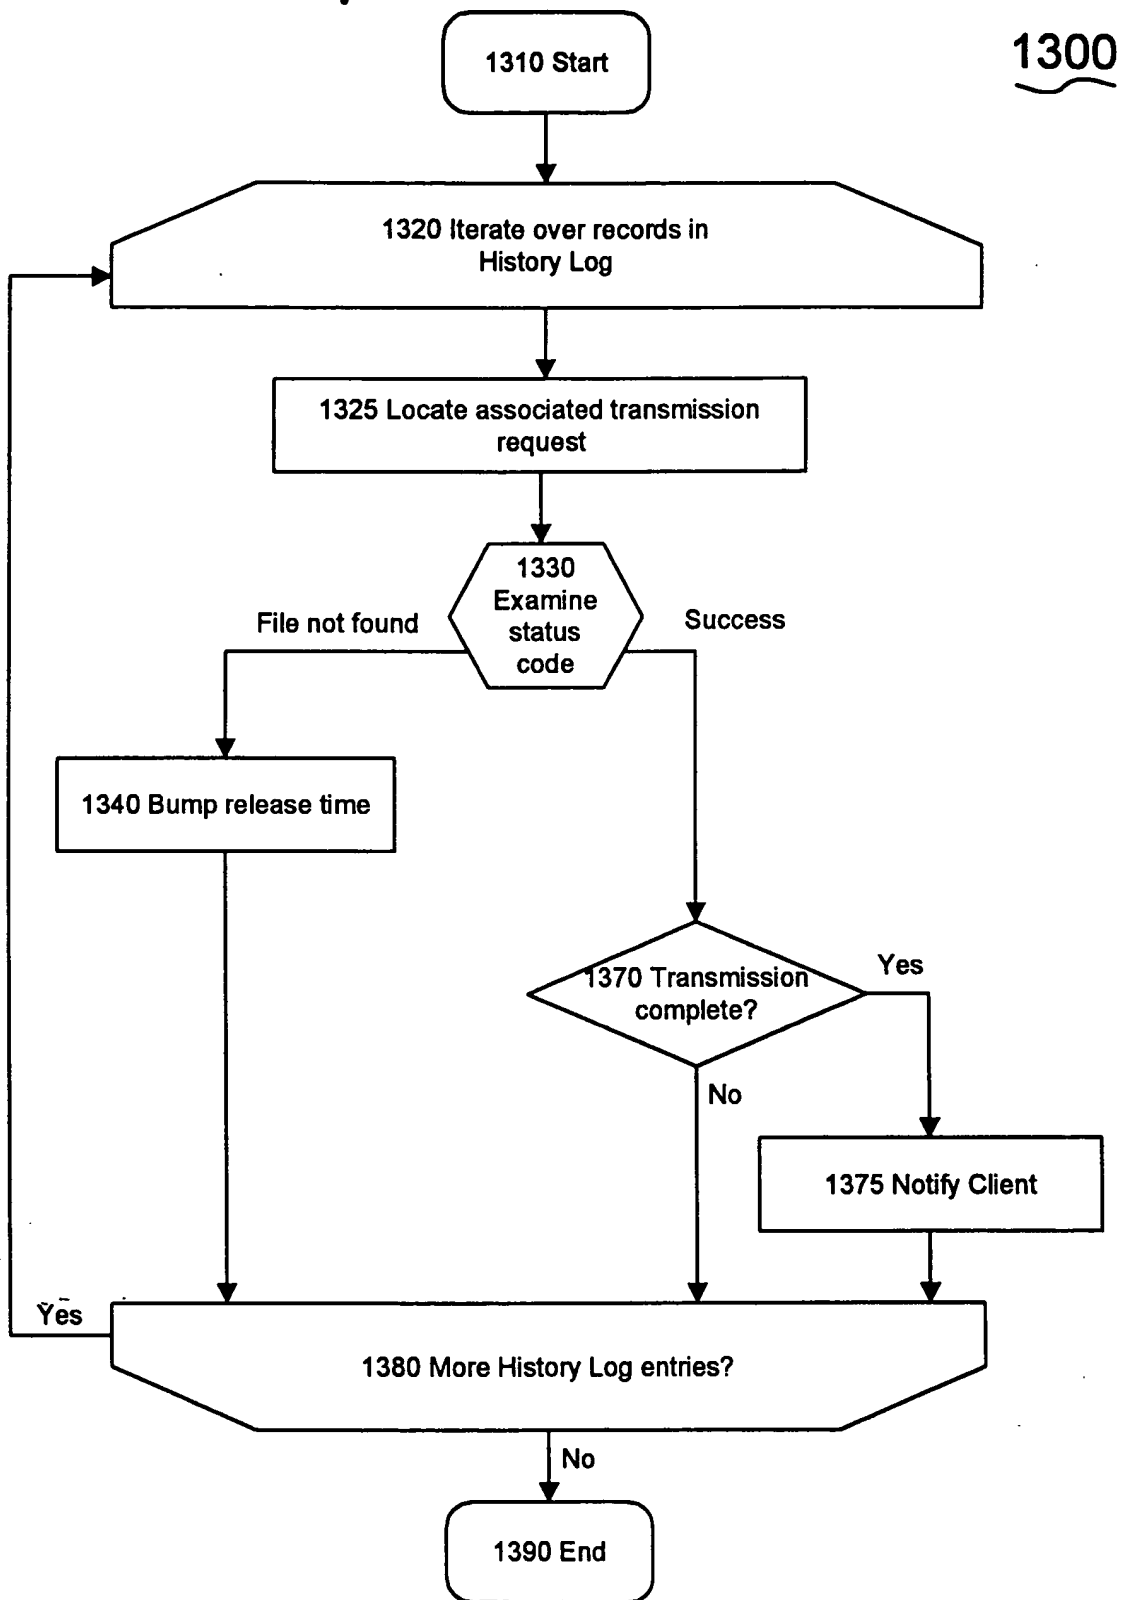 1300
1310 Start
1320 Iterate over records in
History Log
1325 Locate associated transmission
request
1330
Examine
status
code
File not found
Success
1340 Bump release time
1370 Transmission
complete?
Yes
No
1375 Notify Client
Yes
1380 More History Log entries?
No
1390 End